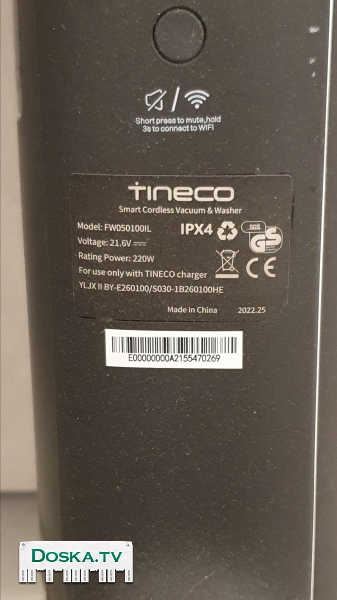 Short press to mute,hold
3s to connect to WIFI
TINECO
Smart Cordless Vacuum & Washer
Model: FW050100IL
IPX4
SGS
GS
Voltage: 21.6V
Rating Power: 220W
For use only with TINECO charger
CE
YLJX II BY-E260100/S030-1B260100HE
Made in China
2022.25
E00000000A2155470269
DOSKA.TV